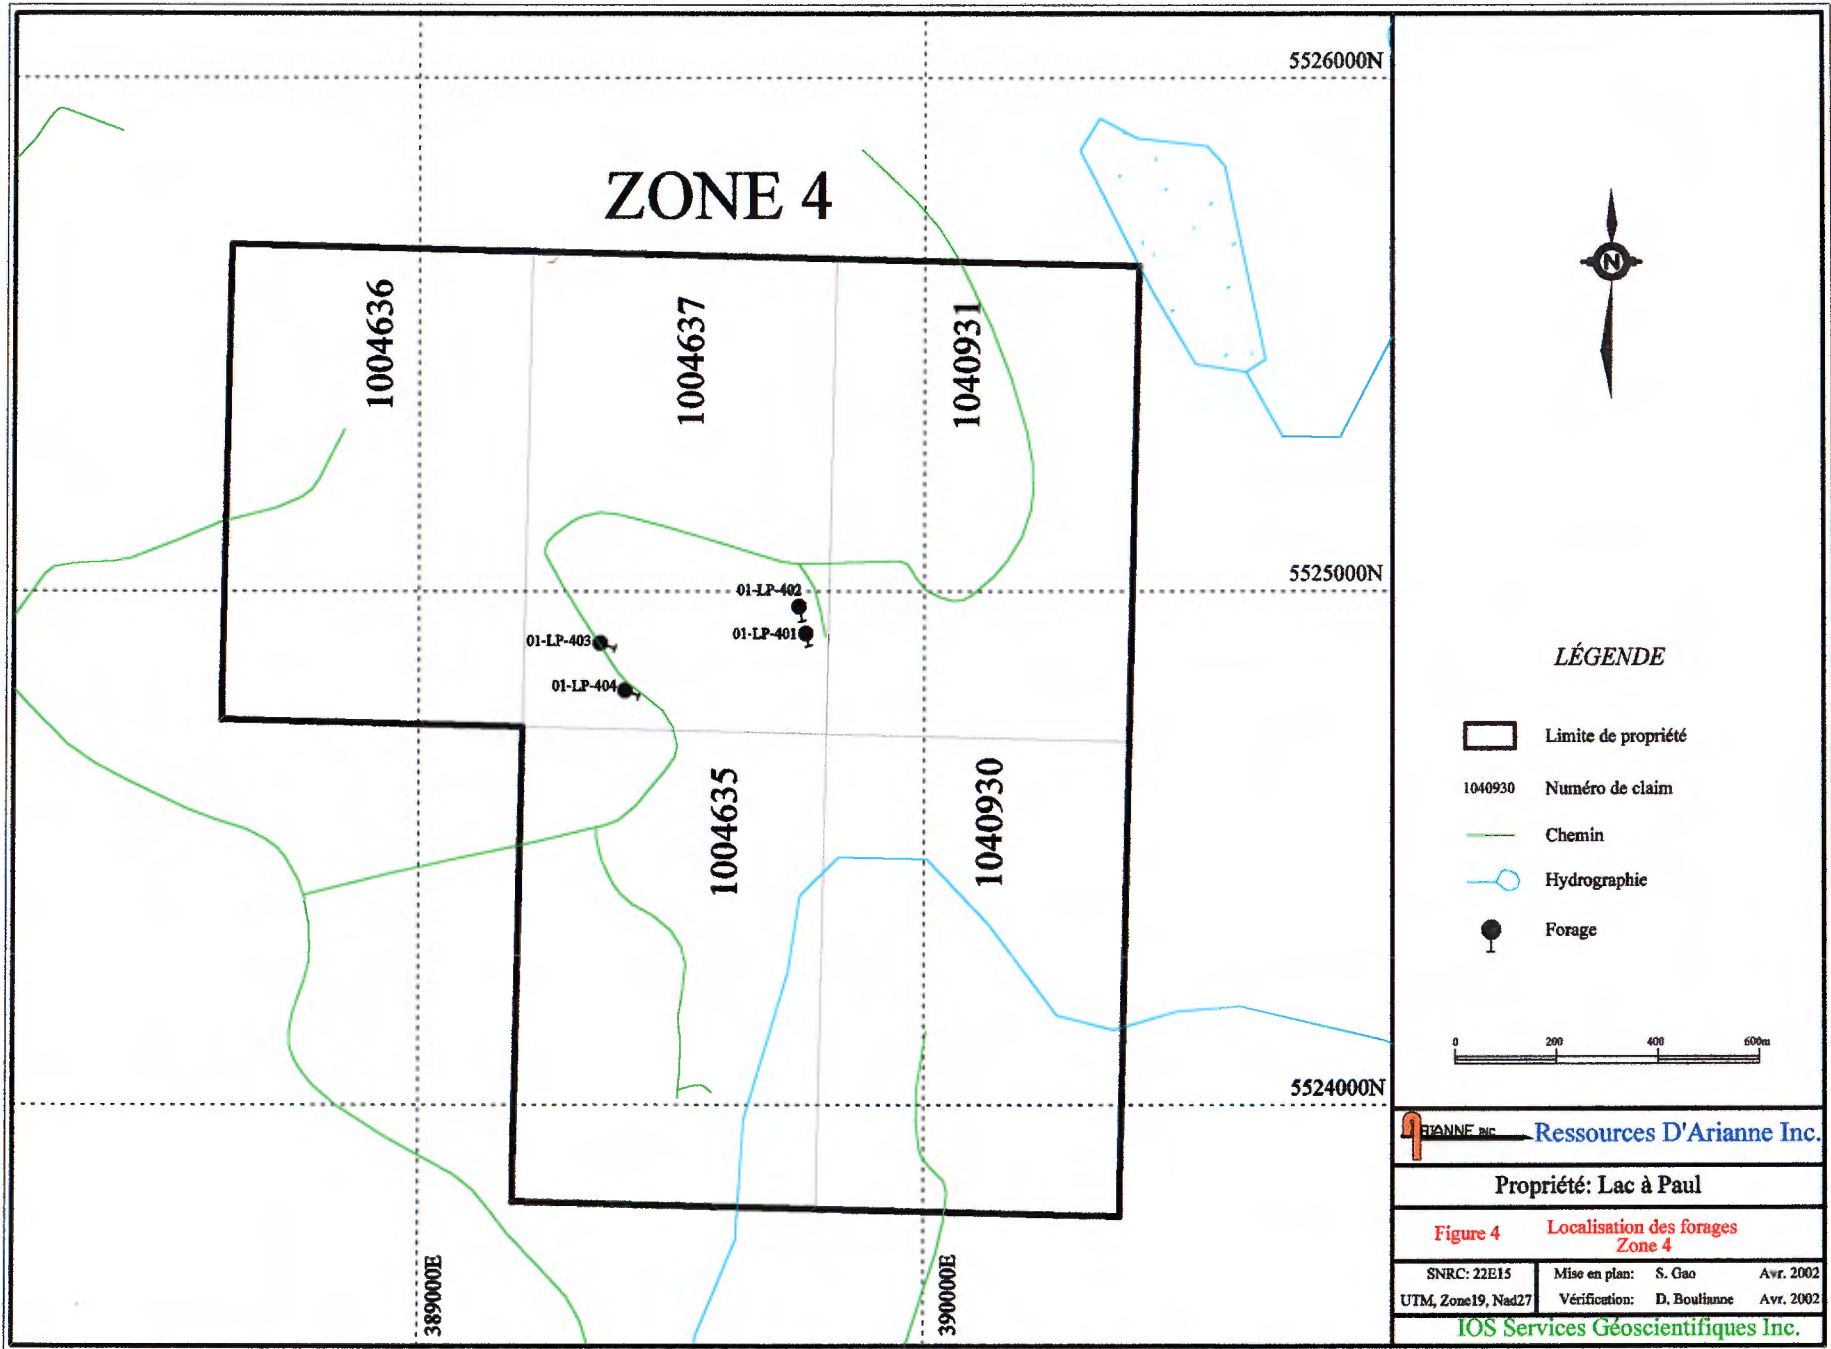 5526000N
ZONE 4
1004636
1004637
1040931
5525000N
01-LP-402
01-LP-401
01-LP-403
01-LP-404
1004635
1040930
5524000N
389000E
390000E
N
LÉGENDE
Limite de propriété
1040930 Numéro de claim
Chemin
Hydrographie
Forage
0 200 400 600m
ARIANNE INC
Ressources D'Arianne Inc.
Propriété: Lac à Paul
Figure 4 Localisation des forages
Zone 4
SNRC: 22E15
UTM, Zone19, Nad27
Mise en plan: S. Gao Avr. 2002
Vérification: D. Boulianne Avr. 2002
IOS Services Géoscientifiques Inc.